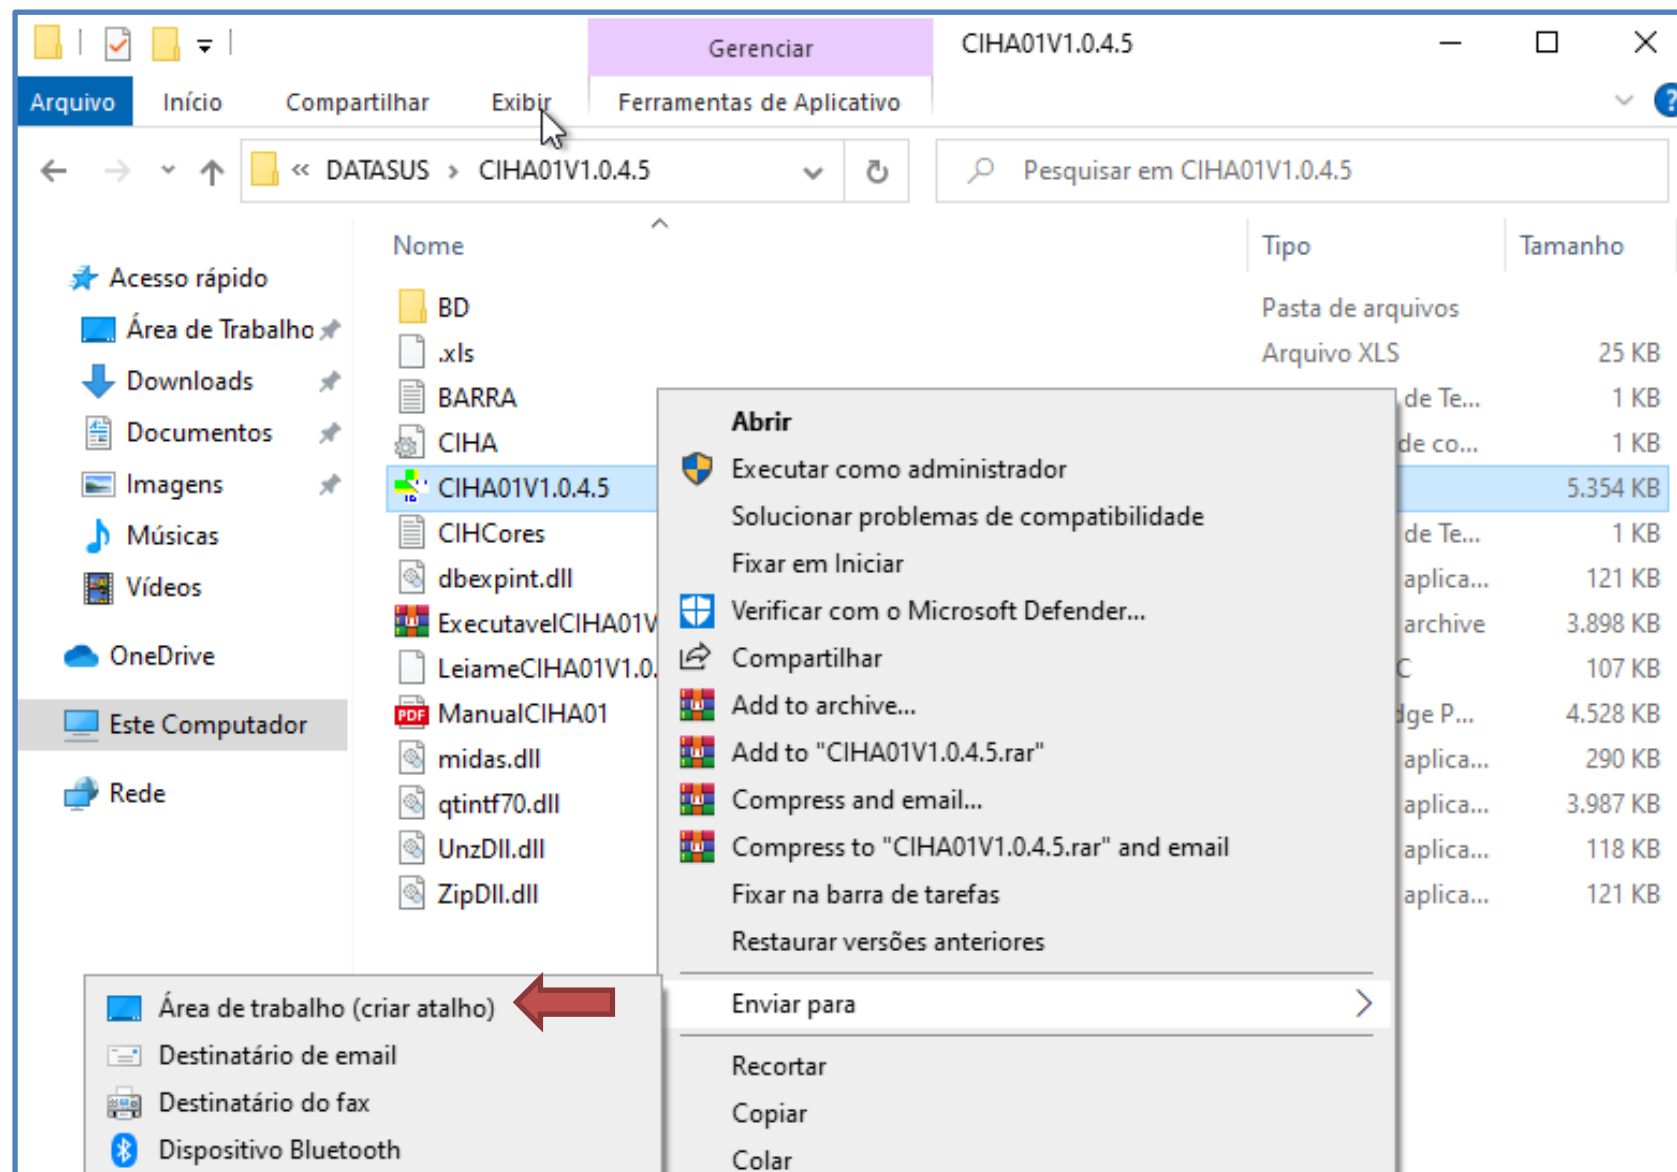 Gerenciar
CIHA01V1.0.4.5
Arquivo
Início
Compartilhar
Exibir
Ferramentas de Aplicativo
?
« DATASUS › CIHA01V1.0.4.5
Pesquisar em CIHA01V1.0.4.5
Nome
Tipo
Tamanho
Acesso rápido
Área de Trabalho
Downloads
Documentos
Imagens
Músicas
Vídeos
OneDrive
Este Computador
Rede
BD Pasta de arquivos
.xls Arquivo XLS 25 KB
BARRA de Te... 1 KB
CIHA de co... 1 KB
CIHA01V1.0.4.5 5.354 KB
CIHCores de Te... 1 KB
dbexpint.dll aplica... 121 KB
ExecutavelCIHA01V archive 3.898 KB
LeiameCIHA01V1.0. C 107 KB
PDF ManualCIHA01 dge P... 4.528 KB
midas.dll aplica... 290 KB
qtintf70.dll aplica... 3.987 KB
UnzDll.dll aplica... 118 KB
ZipDll.dll aplica... 121 KB
Abrir
Executar como administrador
Solucionar problemas de compatibilidade
Fixar em Iniciar
Verificar com o Microsoft Defender...
Compartilhar
Add to archive...
Add to "CIHA01V1.0.4.5.rar"
Compress and email...
Compress to "CIHA01V1.0.4.5.rar" and email
Fixar na barra de tarefas
Restaurar versões anteriores
Enviar para
Recortar
Copiar
Colar
Área de trabalho (criar atalho)
Destinatário de email
Destinatário do fax
Dispositivo Bluetooth